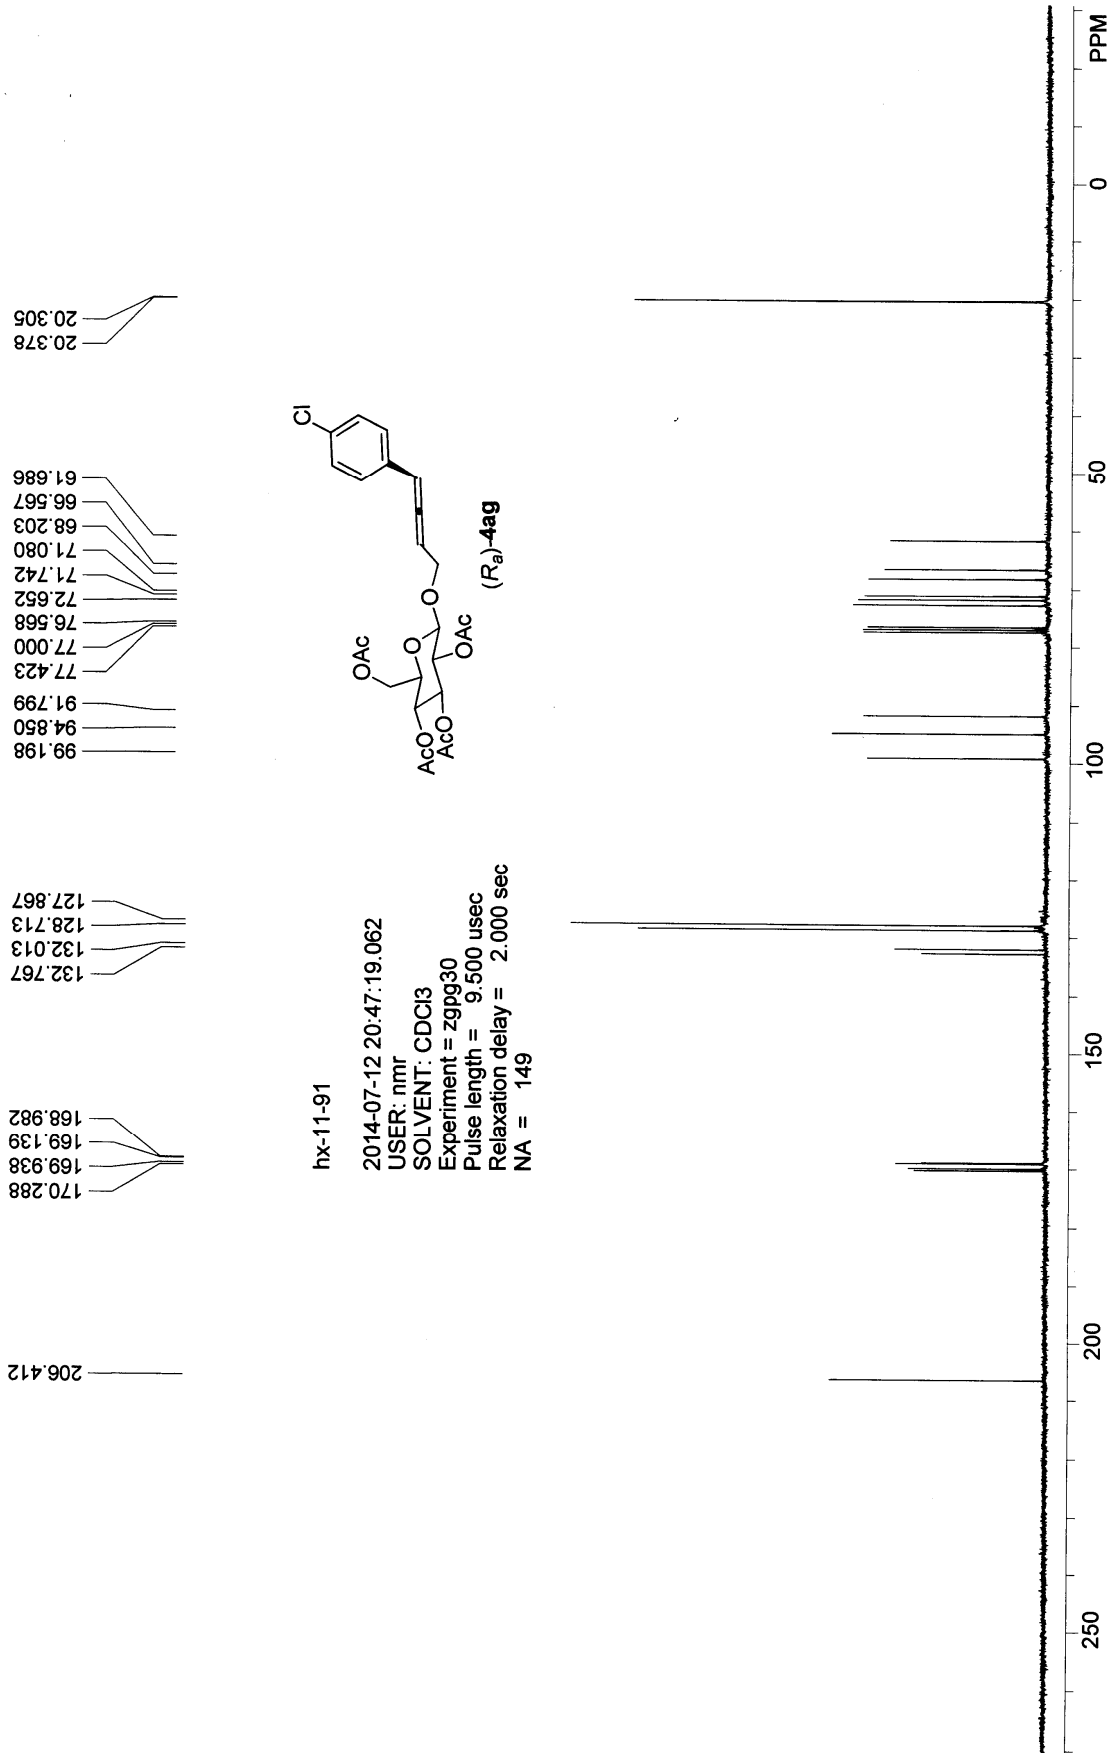 206.412
170.288
169.938
169.139
168.982
132.767
132.013
128.713
127.867
99.198
94.850
91.799
77.423
77.000
76.568
72.652
71.742
71.080
68.203
66.567
61.686
20.378
20.305
hx-11-91
2014-07-12 20:47:19.062
USER: nmr
SOLVENT: CDCl3
Experiment = zgpg30
Pulse length = 9.500 usec
Relaxation delay = 2.000 sec
NA = 149
Cl
OAc
O
O
AcO
AcO
OAc
(Ra)-4ag
250
200
150
100
50
0
PPM